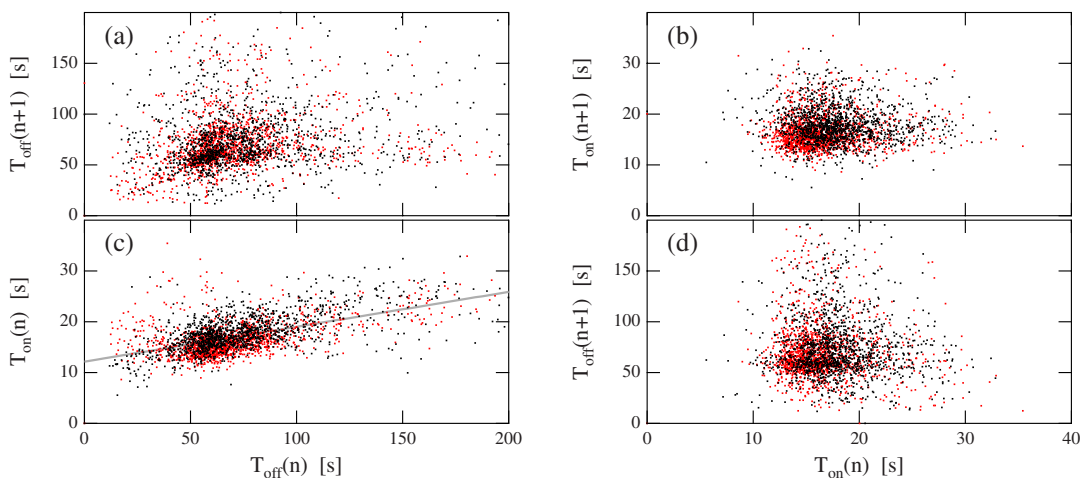 (a)
T_off(n+1) [s]
150
100
50
0
(b)
T_on(n+1) [s]
30
20
10
0
(c)
T_on(n) [s]
30
20
10
0
0 50 100 150 200
T_off(n) [s]
(d)
T_off(n+1) [s]
150
100
50
0
0 10 20 30 40
T_on(n) [s]